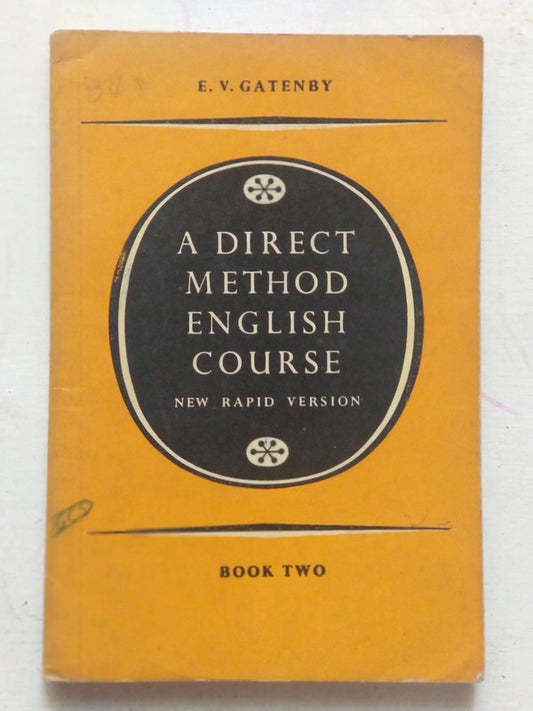 E. V. GATENBY
A DIRECT
METHOD
ENGLISH
COURSE
NEW RAPID VERSION
BOOK TWO